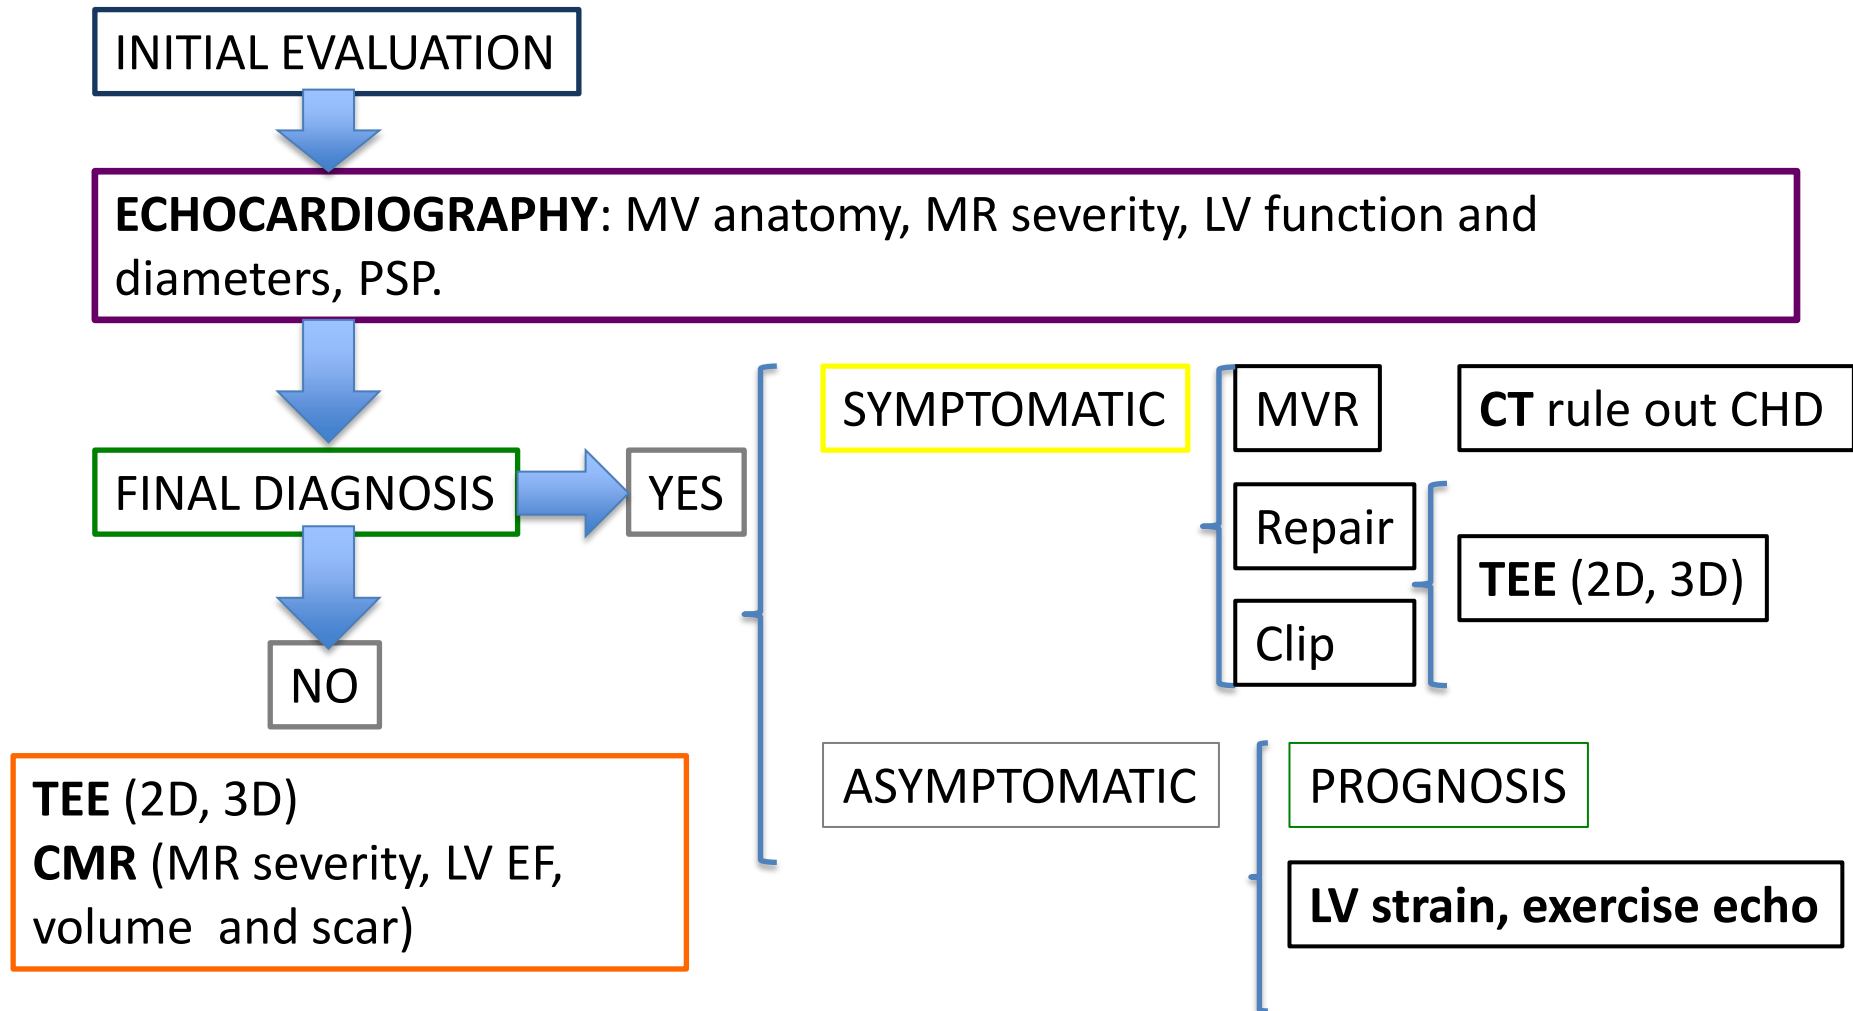 INITIAL EVALUATION
ECHOCARDIOGRAPHY: MV anatomy, MR severity, LV function and
diameters, PSP.
FINAL DIAGNOSIS
YES
NO
TEE (2D, 3D)
CMR (MR severity, LV EF,
volume and scar)
SYMPTOMATIC
MVR
CT rule out CHD
Repair
Clip
TEE (2D, 3D)
ASYMPTOMATIC
PROGNOSIS
LV strain, exercise echo